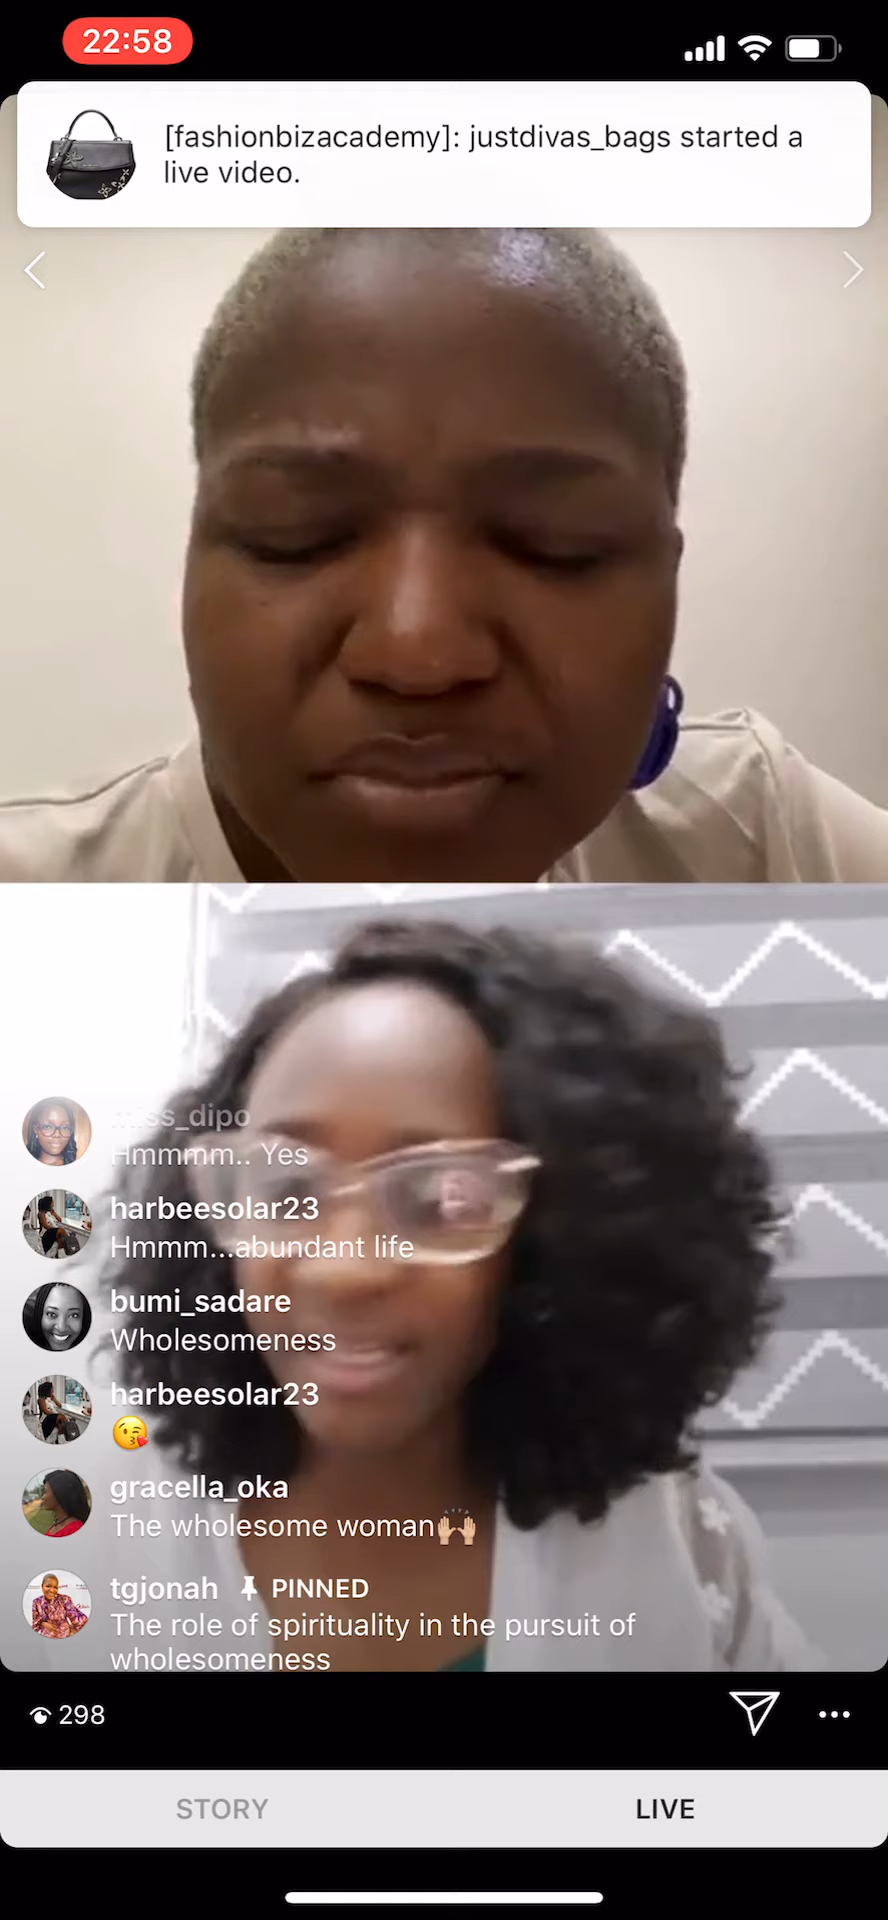 22:58
[fashionbizacademy]: justdivas_bags started a
live video.
miss_dipo
Hmmmm.. Yes
harbeesolar23
Hmmm...abundant life
bumi_sadare
Wholesomeness
harbeesolar23
😘
gracella_oka
The wholesome woman🙌🏼
tgjonah PINNED
The role of spirituality in the pursuit of
wholesomeness
298
STORY
LIVE